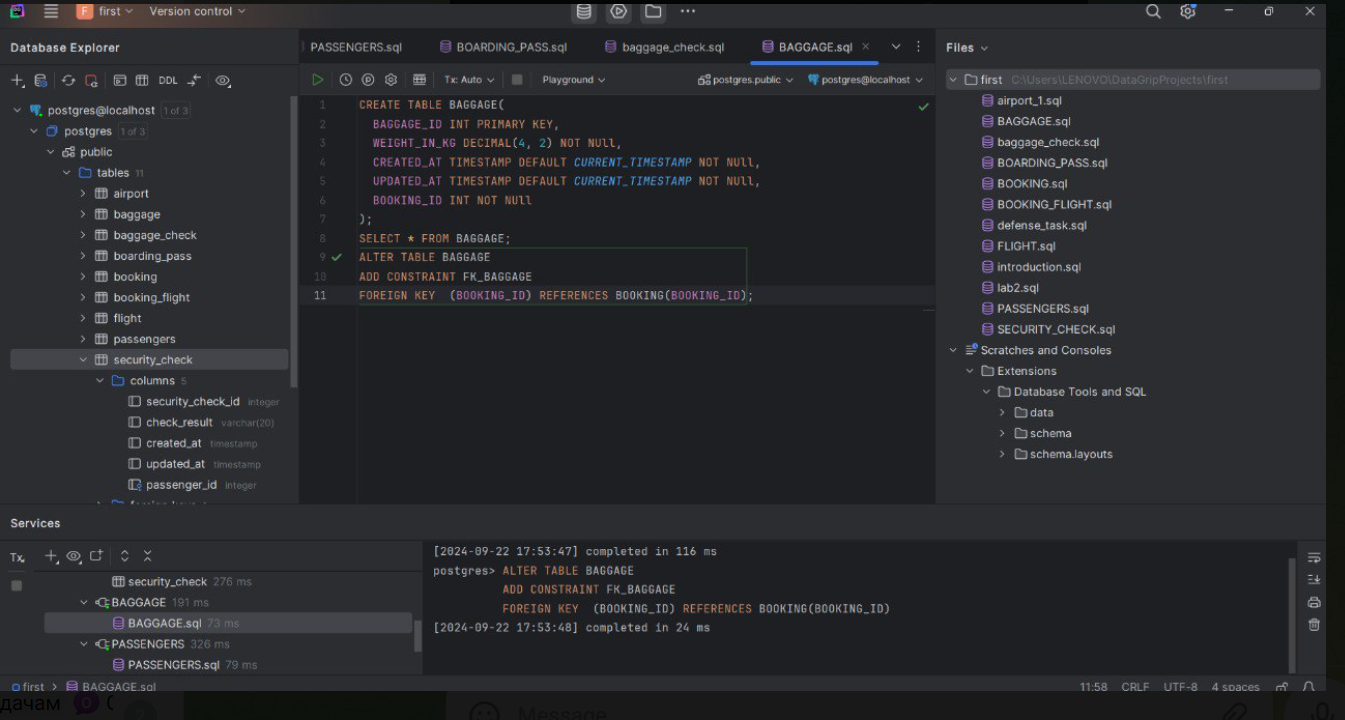 F first Version control
Database Explorer
DDL
postgres@localhost 1 of 3
postgres 1 of 3
public
tables 11
airport
baggage
baggage_check
boarding_pass
booking
booking_flight
flight
passengers
security_check
columns 5
security_check_id integer
check_result varchar(20)
created_at timestamp
updated_at timestamp
passenger_id integer
PASSENGERS.sql BOARDING_PASS.sql baggage_check.sql BAGGAGE.sql
Tx: Auto Playground postgres.public postgres@localhost
1 CREATE TABLE BAGGAGE(
2 BAGGAGE_ID INT PRIMARY KEY,
3 WEIGHT_IN_KG DECIMAL(4, 2) NOT NUll,
4 CREATED_AT TIMESTAMP DEFAULT CURRENT_TIMESTAMP NOT NUll,
5 UPDATED_AT TIMESTAMP DEFAULT CURRENT_TIMESTAMP NOT NUll,
6 BOOKING_ID INT NOT NUll
7 );
8 SELECT * FROM BAGGAGE;
9 ALTER TABLE BAGGAGE
10 ADD CONSTRAINT FK_BAGGAGE
11 FOREIGN KEY (BOOKING_ID) REFERENCES BOOKING(BOOKING_ID);
Files
first C:\Users\LENOVO\DataGripProjects\first
airport_1.sql
BAGGAGE.sql
baggage_check.sql
BOARDING_PASS.sql
BOOKING.sql
BOOKING_FLIGHT.sql
defense_task.sql
FLIGHT.sql
introduction.sql
lab2.sql
PASSENGERS.sql
SECURITY_CHECK.sql
Scratches and Consoles
Extensions
Database Tools and SQL
data
schema
schema.layouts
Services
Tx
security_check 276 ms
BAGGAGE 191 ms
BAGGAGE.sql 73 ms
PASSENGERS 326 ms
PASSENGERS.sql 79 ms
[2024-09-22 17:53:47] completed in 116 ms
postgres> ALTER TABLE BAGGAGE
ADD CONSTRAINT FK_BAGGAGE
FOREIGN KEY (BOOKING_ID) REFERENCES BOOKING(BOOKING_ID)
[2024-09-22 17:53:48] completed in 24 ms
first > BAGGAGE.sql 11:58 CRLF UTF-8 4 spaces
дачам
Message